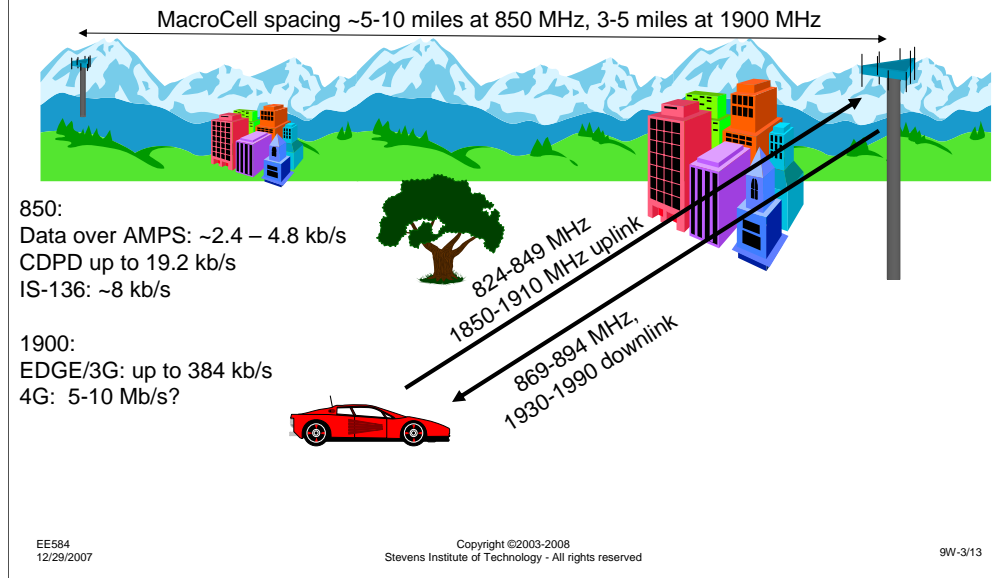 MacroCell spacing ~5-10 miles at 850 MHz, 3-5 miles at 1900 MHz
850:
Data over AMPS: ~2.4 – 4.8 kb/s
CDPD up to 19.2 kb/s
IS-136: ~8 kb/s
1900:
EDGE/3G: up to 384 kb/s
4G: 5-10 Mb/s?
824-849 MHz
1850-1910 MHz uplink
869-894 MHz,
1930-1990 downlink
EE584
12/29/2007
Copyright ©2003-2008
Stevens Institute of Technology - All rights reserved
9W-3/13